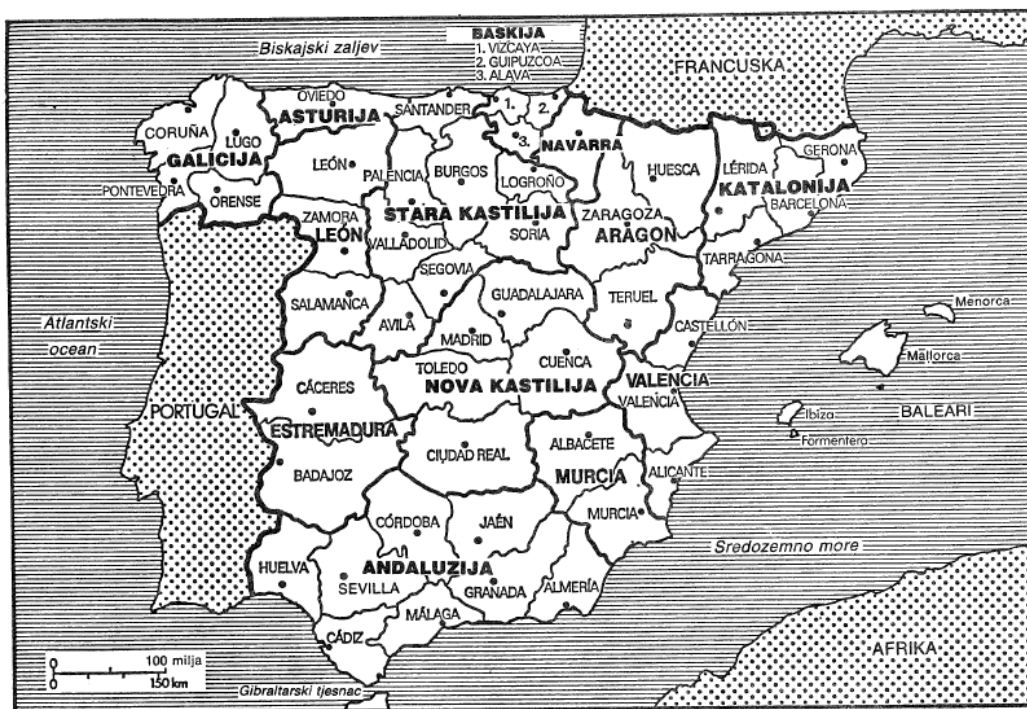 BASKIJA
1. VIZCAYA
2. GUIPUZCOA
3. ALAVA
Biskajski zaljev
FRANCUSKA
OVIEDO
ASTURIJA
SANTANDER
1.
2.
3.
CORUÑA
LUGO
GALICIJA
NAVARRA
GERONA
LEÓN
PALENCIA
BURGOS
LOGROÑO
HUESCA
LÉRIDA
KATALONIJA
PONTEVEDRA
ORENSE
BARCELONA
ZAMORA
LEÓN
STARA KASTILIJA
SORIA
ZARAGOZA
ARAGON
VALLADOLID
TARRAGONA
SEGOVIA
SALAMANCA
GUADALAJARA
TERUEL
Menorca
AVILA
MADRID
CASTELLÓN
Atlantski
ocean
CUENCA
Mallorca
TOLEDO
CÁCERES
NOVA KASTILIJA
VALENCIA
VALENCIA
PORTUGAL
Ibiza
BALEARI
ESTREMADURA
Formentera
ALBACETE
CIUDAD REAL
BADAJOZ
MURCIA
ALICANTE
MURCIA
CÓRDOBA
JAÉN
Sredozemno more
HUELVA
ANDALUZIJA
SEVILLA
GRANADA
ALMERÍA
MÁLAGA
CÁDIZ
AFRIKA
0 100 milja
0 150 km
Gibraltarski tjesnac